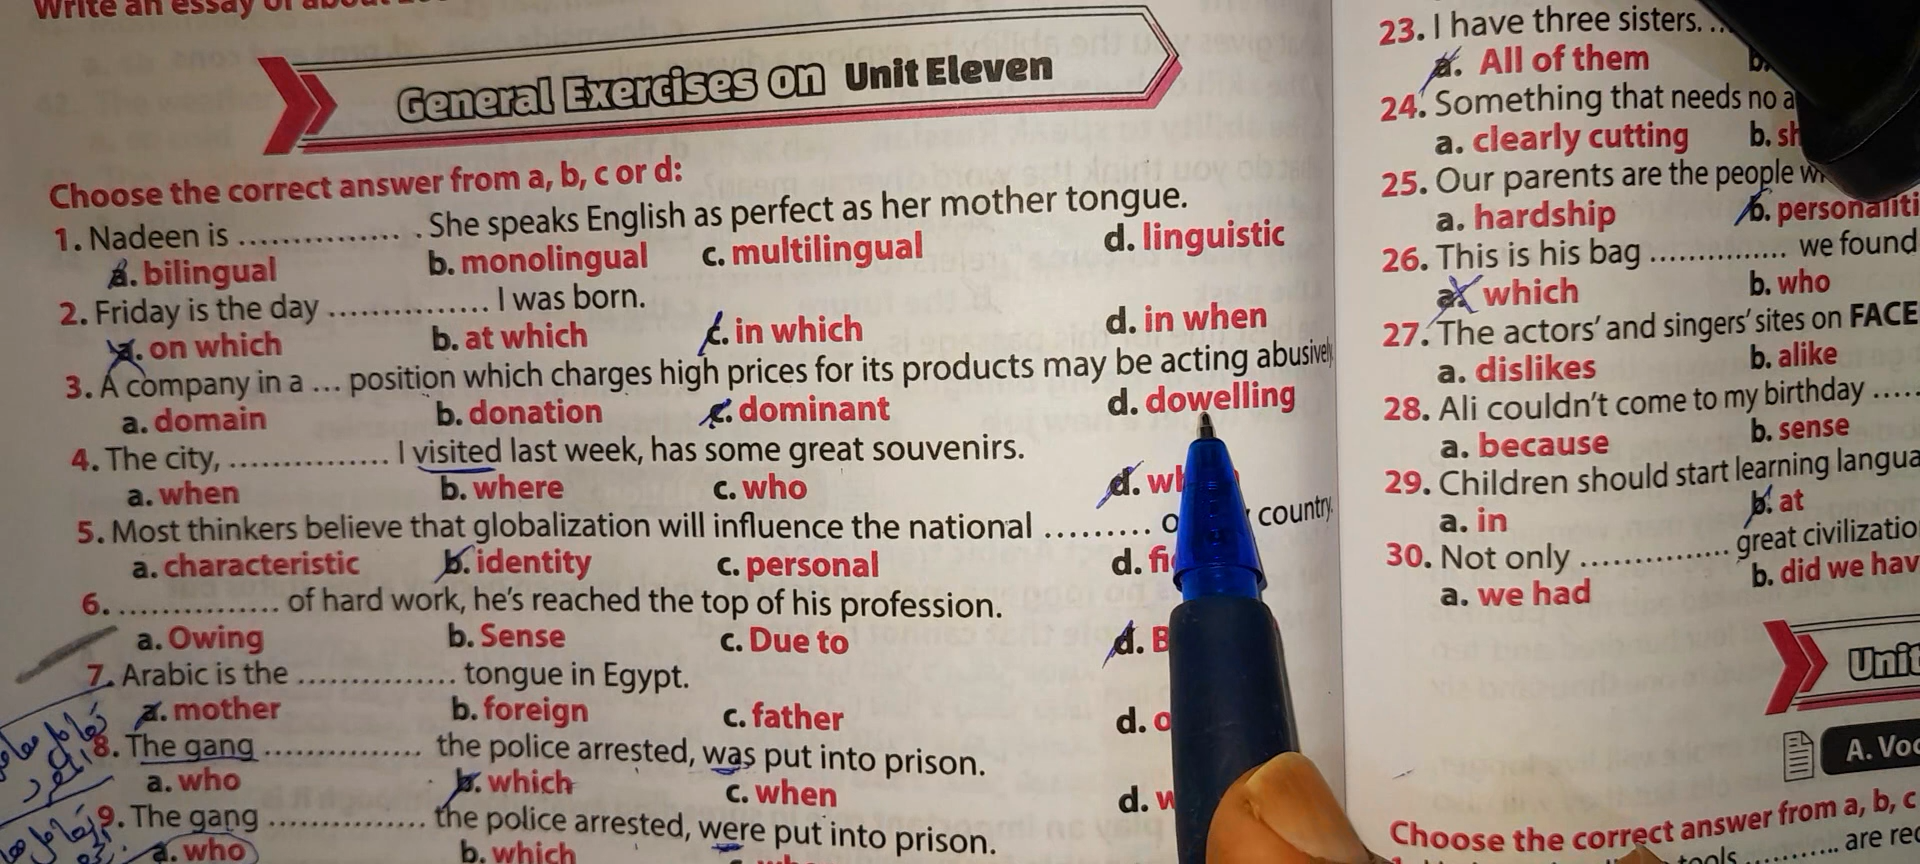 Write an essay of about
General Exercises on Unit Eleven
Choose the correct answer from a, b, c or d:
1. Nadeen is ............... . She speaks English as perfect as her mother tongue.
a. bilingual b. monolingual c. multilingual d. linguistic
2. Friday is the day ............... I was born.
a. on which b. at which c. in which d. in when
3. A company in a ... position which charges high prices for its products may be acting abusively
a. domain b. donation c. dominant d. dowelling
4. The city, ............... I visited last week, has some great souvenirs.
a. when b. where c. who d.
5. Most thinkers believe that globalization will influence the national ......... country.
a. characteristic b. identity c. personal d.
6. ............... of hard work, he's reached the top of his profession.
a. Owing b. Sense c. Due to d.
7. Arabic is the ............... tongue in Egypt.
a. mother b. foreign c. father d.
8. The gang ............... the police arrested, was put into prison.
a. who b. which c. when d.
9. The gang ............... the police arrested, were put into prison.
a. who b. which
23. I have three sisters. ...
a. All of them b.
24. Something that needs no
a. clearly cutting b.
25. Our parents are the people
a. hardship b. personaliti
26. This is his bag ............... we found
a. which b. who
27. The actors' and singers' sites on FACE
a. dislikes b. alike
28. Ali couldn't come to my birthday .....
a. because b. sense
29. Children should start learning langua
a. in b. at
30. Not only ............... great civilizatio
a. we had b. did we hav
Unit
A. Voc
Choose the correct answer from a, b, c
tools ......... are rec